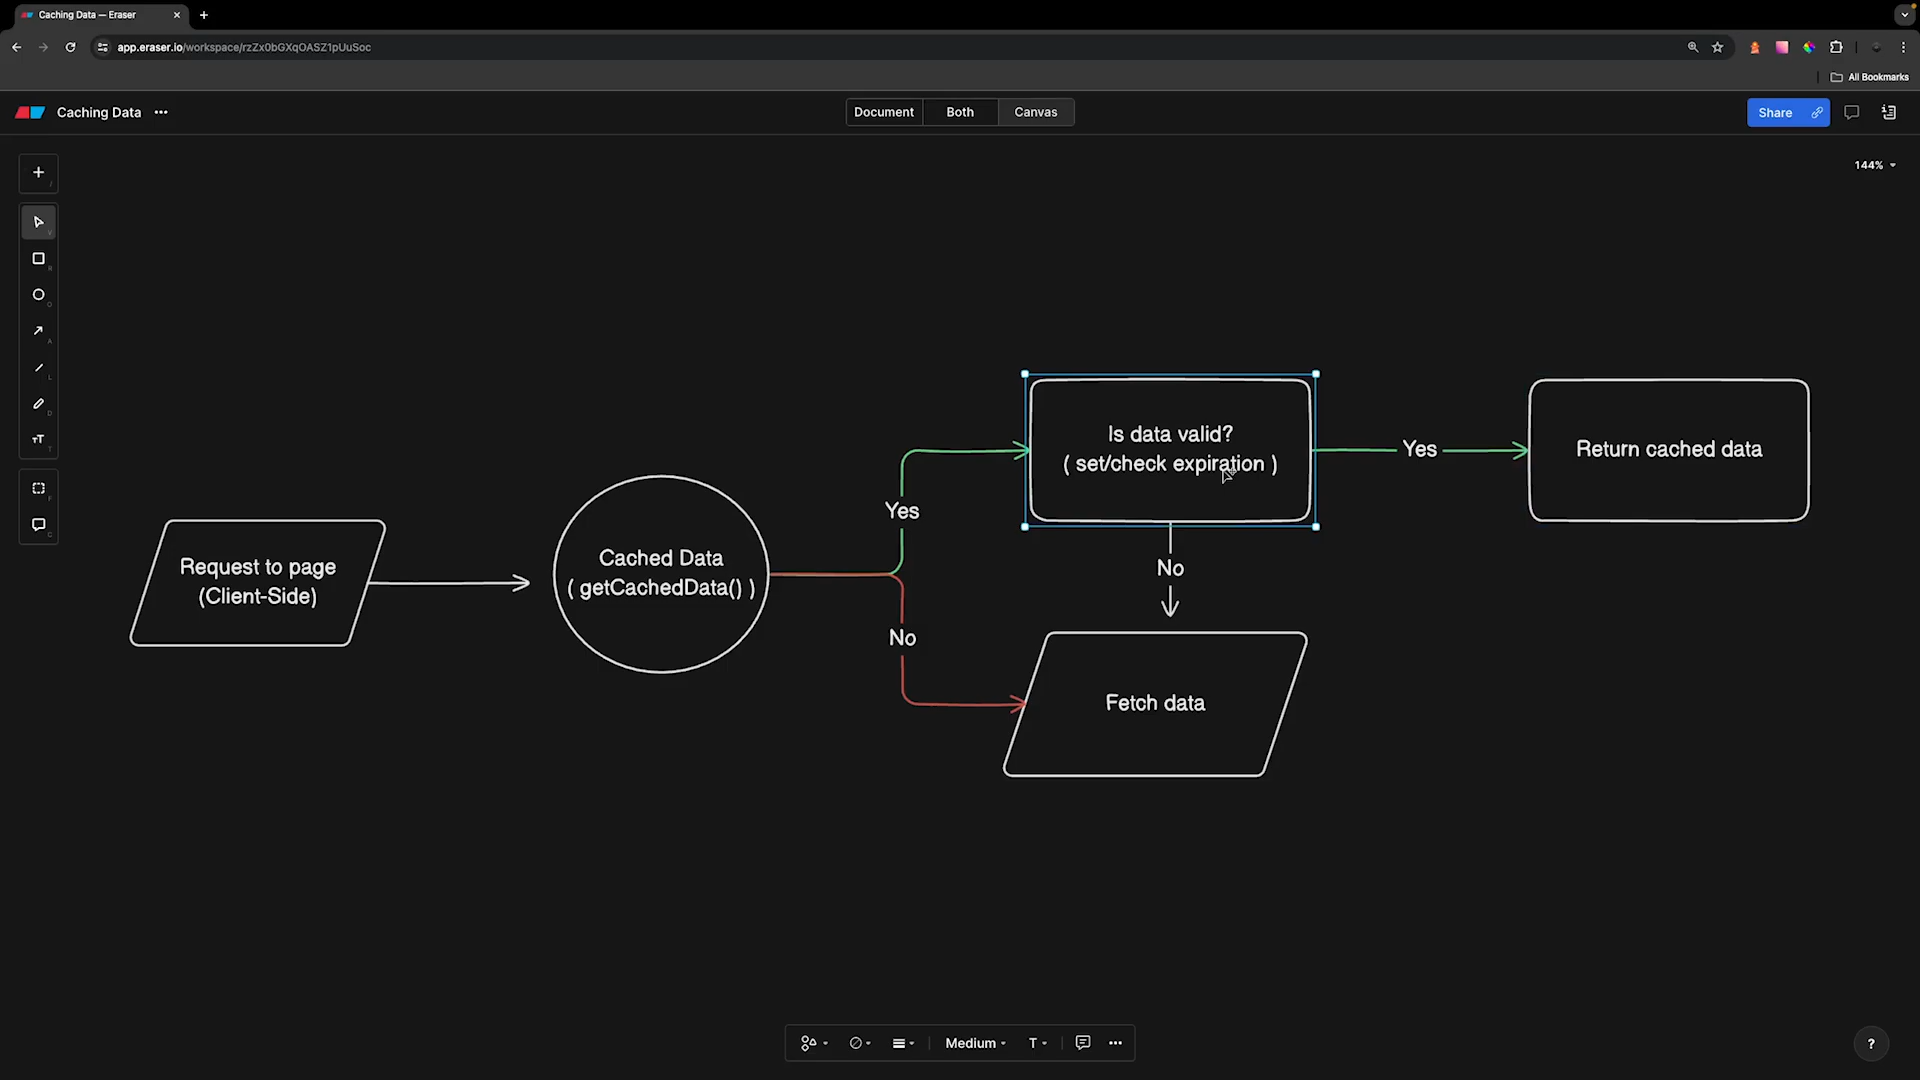 Caching Data — Eraser
app.eraser.io/workspace/rzZx0bGXqOASZ1pUuSoc
All Bookmarks
Caching Data
Document
Both
Canvas
Share
144%
Is data valid?
( set/check expiration )
Yes
Return cached data
Yes
Cached Data
( getCachedData() )
Request to page
(Client-Side)
No
No
Fetch data
Medium
T
?